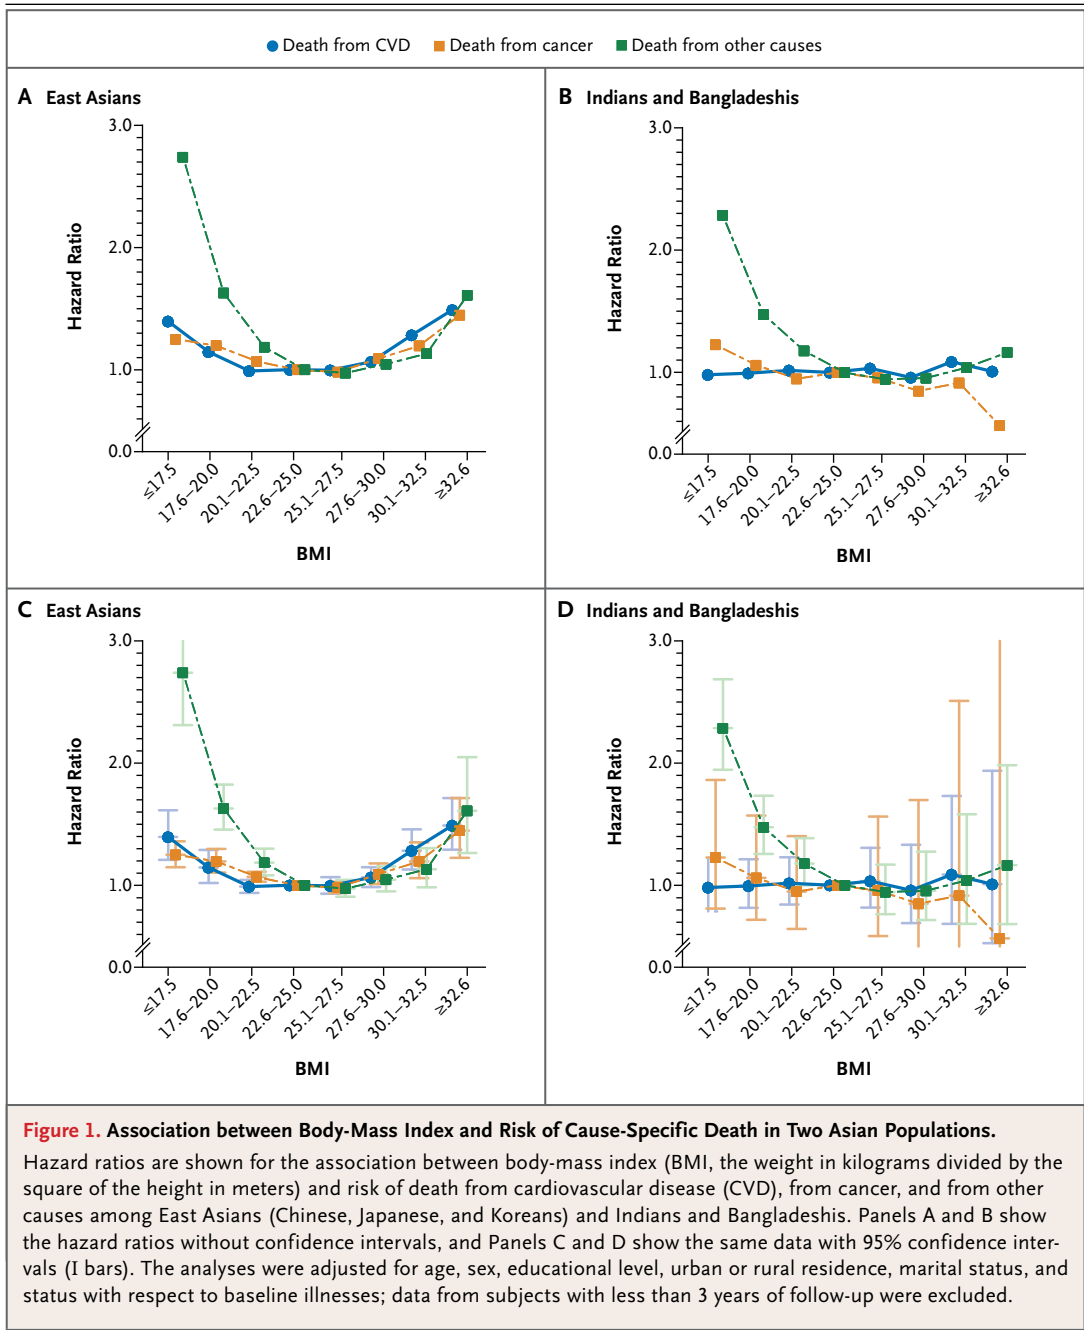 Death from CVD Death from cancer Death from other causes
A East Asians
3.0
2.0
1.0
0.0
Hazard Ratio
≤17.5
17.6–20.0
20.1–22.5
22.6–25.0
25.1–27.5
27.6–30.0
30.1–32.5
≥32.6
BMI
B Indians and Bangladeshis
3.0
2.0
1.0
0.0
Hazard Ratio
≤17.5
17.6–20.0
20.1–22.5
22.6–25.0
25.1–27.5
27.6–30.0
30.1–32.5
≥32.6
BMI
C East Asians
3.0
2.0
1.0
0.0
Hazard Ratio
≤17.5
17.6–20.0
20.1–22.5
22.6–25.0
25.1–27.5
27.6–30.0
30.1–32.5
≥32.6
BMI
D Indians and Bangladeshis
3.0
2.0
1.0
0.0
Hazard Ratio
≤17.5
17.6–20.0
20.1–22.5
22.6–25.0
25.1–27.5
27.6–30.0
30.1–32.5
≥32.6
BMI
Figure 1. Association between Body-Mass Index and Risk of Cause-Specific Death in Two Asian Populations.
Hazard ratios are shown for the association between body-mass index (BMI, the weight in kilograms divided by the
square of the height in meters) and risk of death from cardiovascular disease (CVD), from cancer, and from other
causes among East Asians (Chinese, Japanese, and Koreans) and Indians and Bangladeshis. Panels A and B show
the hazard ratios without confidence intervals, and Panels C and D show the same data with 95% confidence inter-
vals (I bars). The analyses were adjusted for age, sex, educational level, urban or rural residence, marital status, and
status with respect to baseline illnesses; data from subjects with less than 3 years of follow-up were excluded.